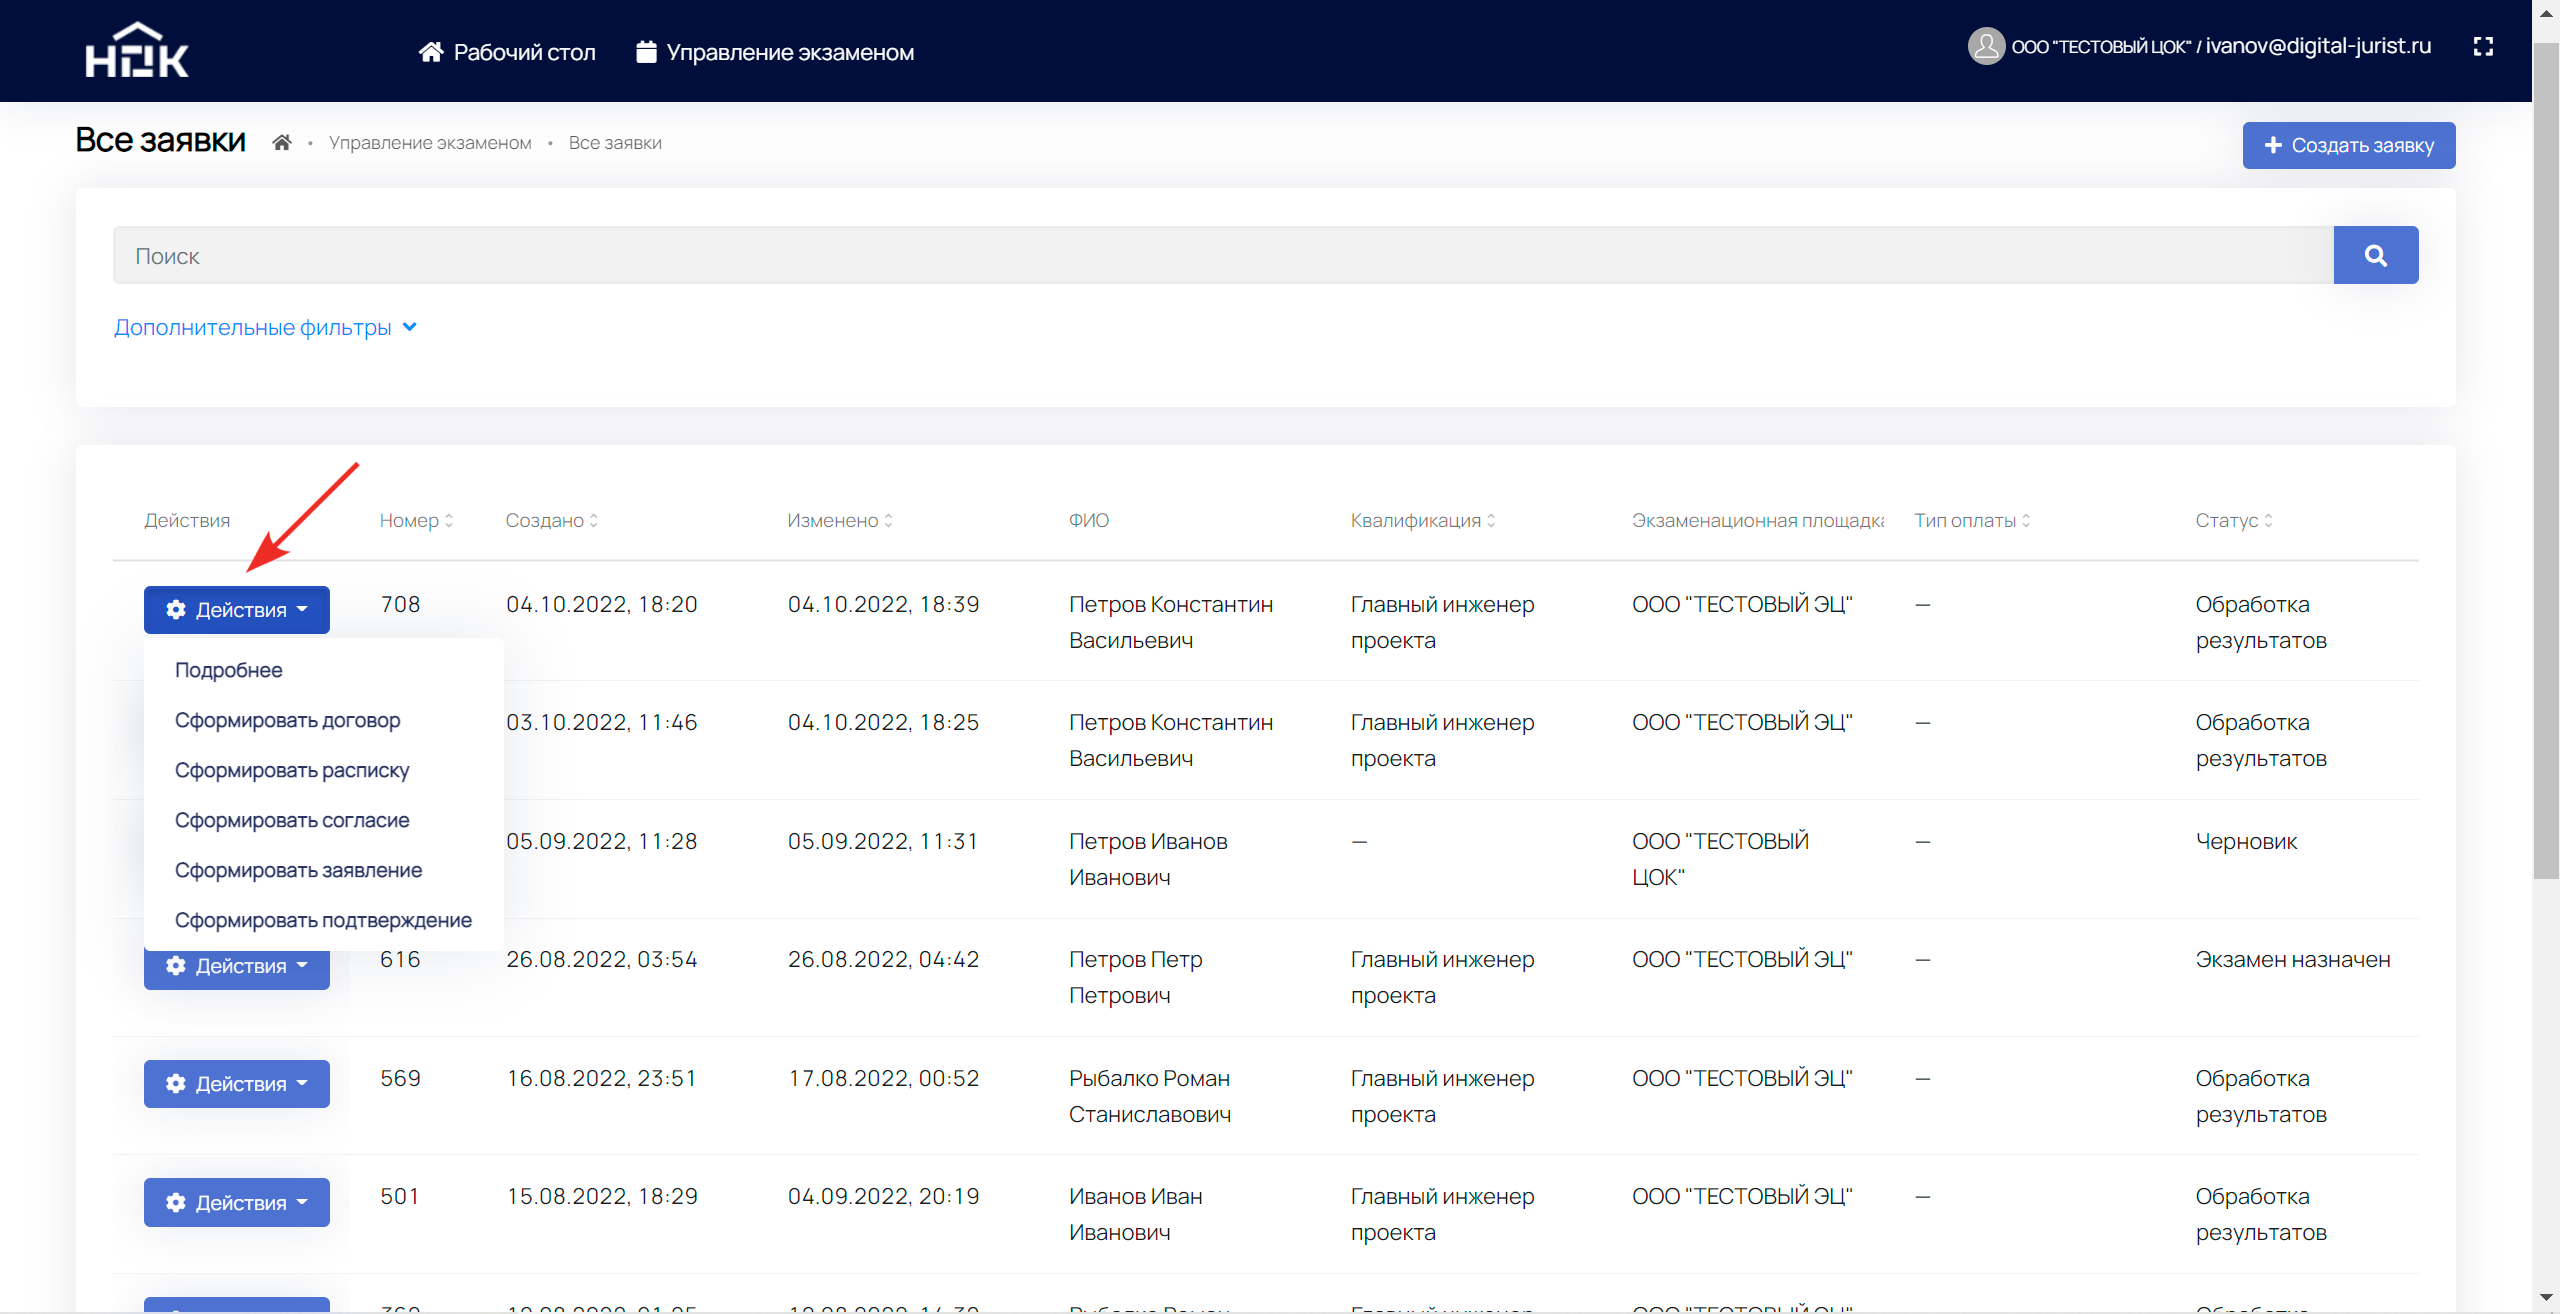 НОК
Рабочий стол
Управление экзаменом
ООО "ТЕСТОВЫЙ ЦОК" / ivanov@digital-jurist.ru
Все заявки
Управление экзаменом • Все заявки
Создать заявку
Поиск
Дополнительные фильтры
Действия Номер Создано Изменено ФИО Квалификация Экзаменационная площадка Тип оплаты Статус
Действия 708 04.10.2022, 18:20 04.10.2022, 18:39 Петров Константин Главный инженер ООО "ТЕСТОВЫЙ ЭЦ" — Обработка
Васильевич проекта результатов
Подробнее
Сформировать договор
Сформировать расписку
Сформировать согласие
Сформировать заявление
Сформировать подтверждение
03.10.2022, 11:46 04.10.2022, 18:25 Петров Константин Главный инженер ООО "ТЕСТОВЫЙ ЭЦ" — Обработка
Васильевич проекта результатов
05.09.2022, 11:28 05.09.2022, 11:31 Петров Иванов — ООО "ТЕСТОВЫЙ — Черновик
Иванович ЦОК"
Действия 616 26.08.2022, 03:54 26.08.2022, 04:42 Петров Петр Главный инженер ООО "ТЕСТОВЫЙ ЭЦ" — Экзамен назначен
Петрович проекта
Действия 569 16.08.2022, 23:51 17.08.2022, 00:52 Рыбалко Роман Главный инженер ООО "ТЕСТОВЫЙ ЭЦ" — Обработка
Станиславович проекта результатов
Действия 501 15.08.2022, 18:29 04.09.2022, 20:19 Иванов Иван Главный инженер ООО "ТЕСТОВЫЙ ЭЦ" — Обработка
Иванович проекта результатов